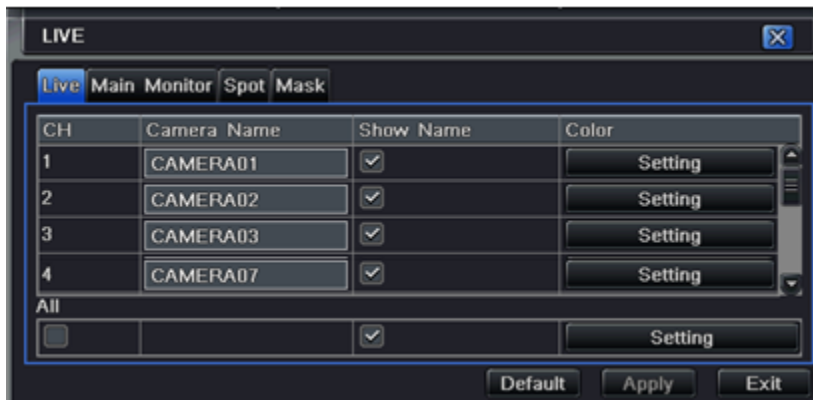 LIVE
Live Main Monitor Spot Mask
CH Camera Name Show Name Color
1 CAMERA01 Setting
2 CAMERA02 Setting
3 CAMERA03 Setting
4 CAMERA07 Setting
All
Setting
Default Apply Exit